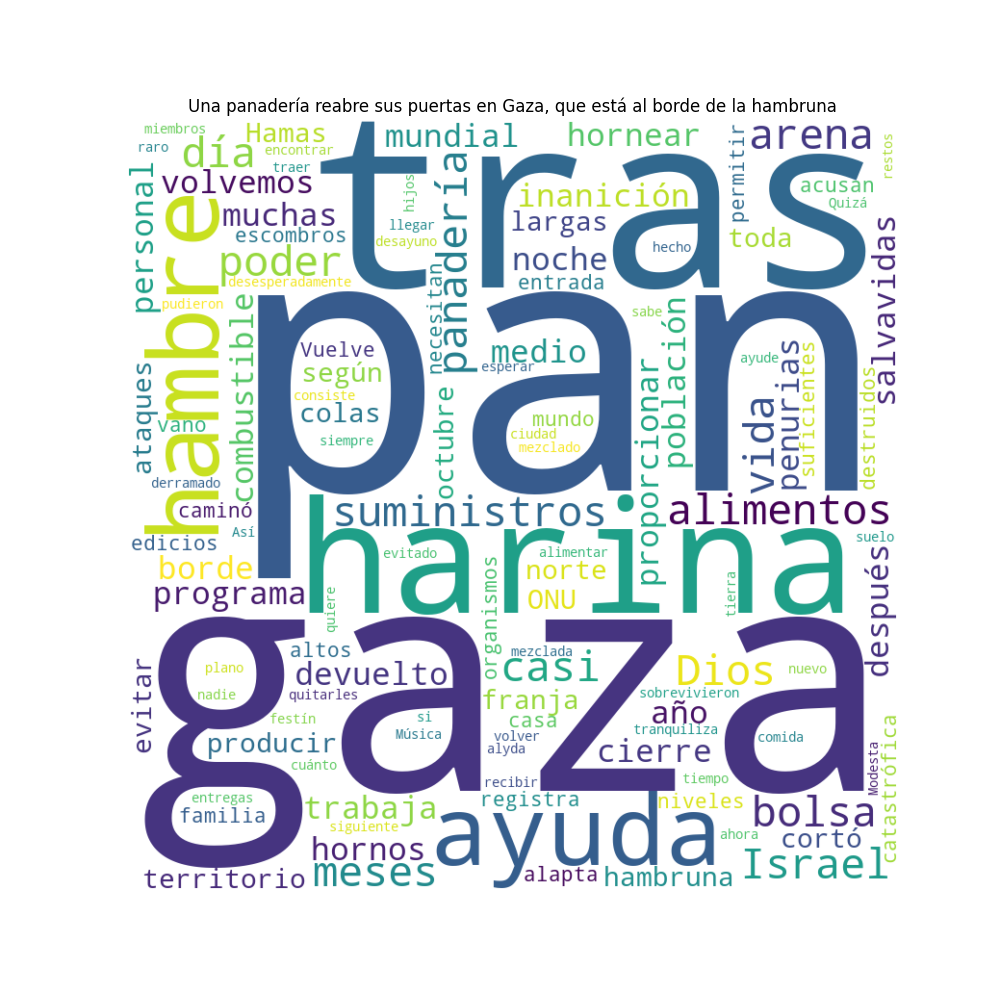 Una panadería reabre sus puertas en Gaza, que está al borde de la hambruna
miembros
raro
Hamas
encontrar
día
traer
volvemos
personal
muchas
escombros
poder
desesperadamente
pudieron
hambre
tras
mundial
hornear
arena
permitir
restos
acusan
Quizá
hijos
llegar
desayuno
panadería
inanición
largas
noche
entrada
hecho
toda
salvavidas
necesitan
pan
Vuelve
según
consiste
colas
siempre
medio
esperar
mundo
ciudad
mezclado
sabe
población
proporcionar
ayude
vida
penurias
suficientes
destruidos
combustible
ataques
vano
derramado
caminó
Así
edicios
octubre
suministros
alimentos
suelo
borde
programa
harina
evitado
alimentar
norte
ONU
organismos
tierra
quiere
después
gaza
altos
devuelto
quitarles
mezclada
casi
franja
casa
volver
alyda
Dios
nuevo
sobrevivieron
año
tranquiliza
comida
cierre
evitar
plano
nadie
festín
producir
cuánto
si
Música
recibir
tiempo
Modesta
catastrófica
entregas
familia
trabaja
siguiente
registra
niveles
bolsa
ayuda
ahora
cortó
hornos
meses
territorio
alapta
hambruna
Israel